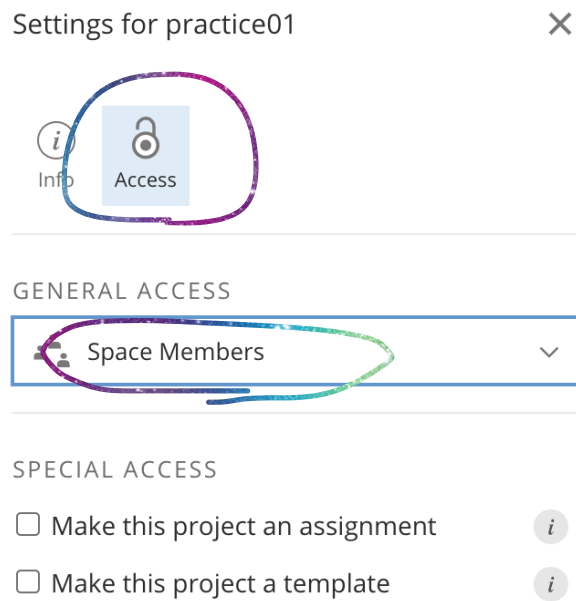 Settings for practice01
Info
Access
GENERAL ACCESS
Space Members
SPECIAL ACCESS
Make this project an assignment
Make this project a template